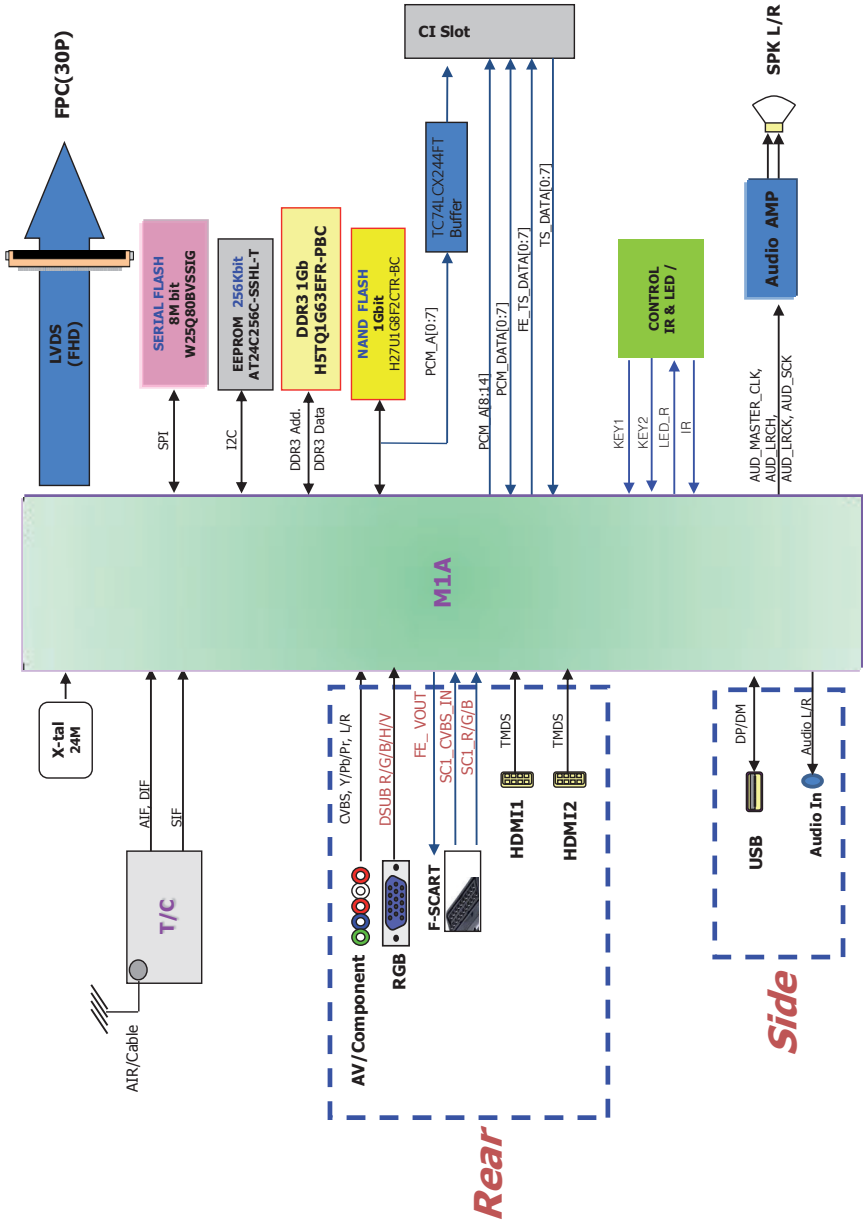 X-tal
24M
AIR/Cable
T/C
AIF, DIF
SIF
Rear
AV/Component
CVBS, Y/Pb/Pr, L/R
RGB
DSUB R/G/B/H/V
F-SCART
FE_ VOUT
SC1_CVBS_IN
SC1_R/G/B
HDMI1
TMDS
HDMI2
TMDS
Side
USB
DP/DM
Audio In
Audio L/R
M1A
LVDS
(FHD)
FPC(30P)
SPI
SERIAL FLASH
8M bit
W25Q80BVSSIG
I2C
EEPROM 256Kbit
AT24C256C-SSHL-T
DDR3 Add.
DDR3 Data
DDR3 1Gb
H5TQ1G63EFR-PBC
NAND FLASH
1Gbit
H27U1G8F2CTR-BC
PCM_A[0:7]
TC74LCX244FT
Buffer
CI Slot
PCM_A[8:14]
PCM_DATA[0:7]
FE_TS_DATA[0:7]
TS_DATA[0:7]
KEY1
KEY2
LED_R
IR
CONTROL
IR & LED /
AUD_MASTER_CLK,
AUD_LRCH,
AUD_LRCK, AUD_SCK
Audio AMP
SPK L/R